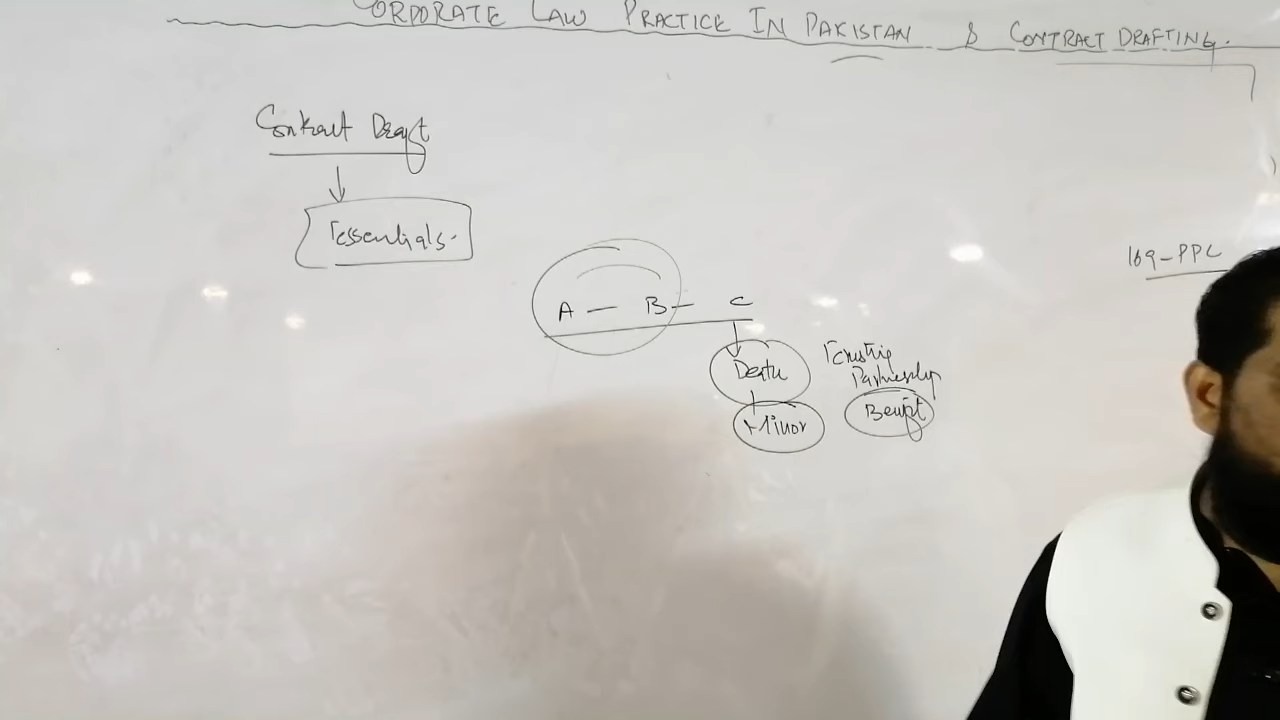 CORPORATE LAW PRACTICE IN PAKISTAN & CONTRACT DRAFTING.
Contract Draft
Essentials.
169-PPC
A — B — C
Death
Existing
Partnership
Minor
Benefit